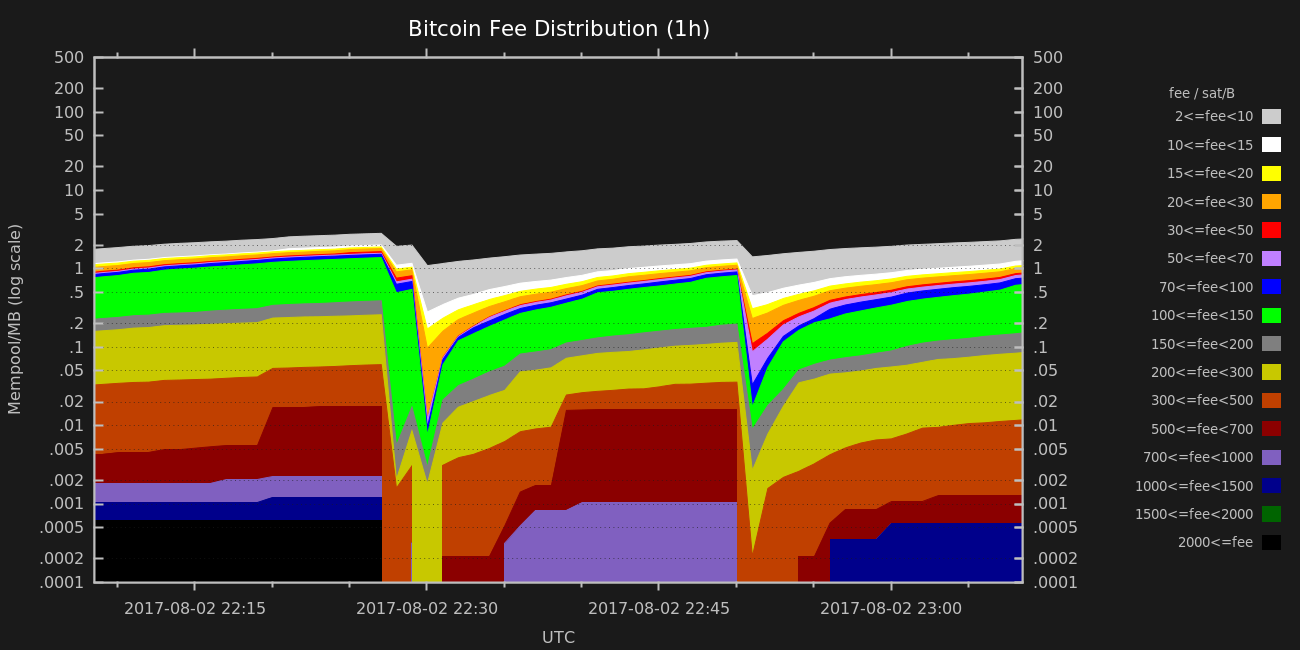 Bitcoin Fee Distribution (1h)
500
200
100
50
20
10
5
2
1
.5
.2
.1
.05
.02
.01
.005
.002
.001
.0005
.0002
.0001
Mempool/MB (log scale)
500
200
100
50
20
10
5
2
1
.5
.2
.1
.05
.02
.01
.005
.002
.001
.0005
.0002
.0001
2017-08-02 22:15
2017-08-02 22:30
2017-08-02 22:45
2017-08-02 23:00
UTC
fee / sat/B
2<=fee<10
10<=fee<15
15<=fee<20
20<=fee<30
30<=fee<50
50<=fee<70
70<=fee<100
100<=fee<150
150<=fee<200
200<=fee<300
300<=fee<500
500<=fee<700
700<=fee<1000
1000<=fee<1500
1500<=fee<2000
2000<=fee